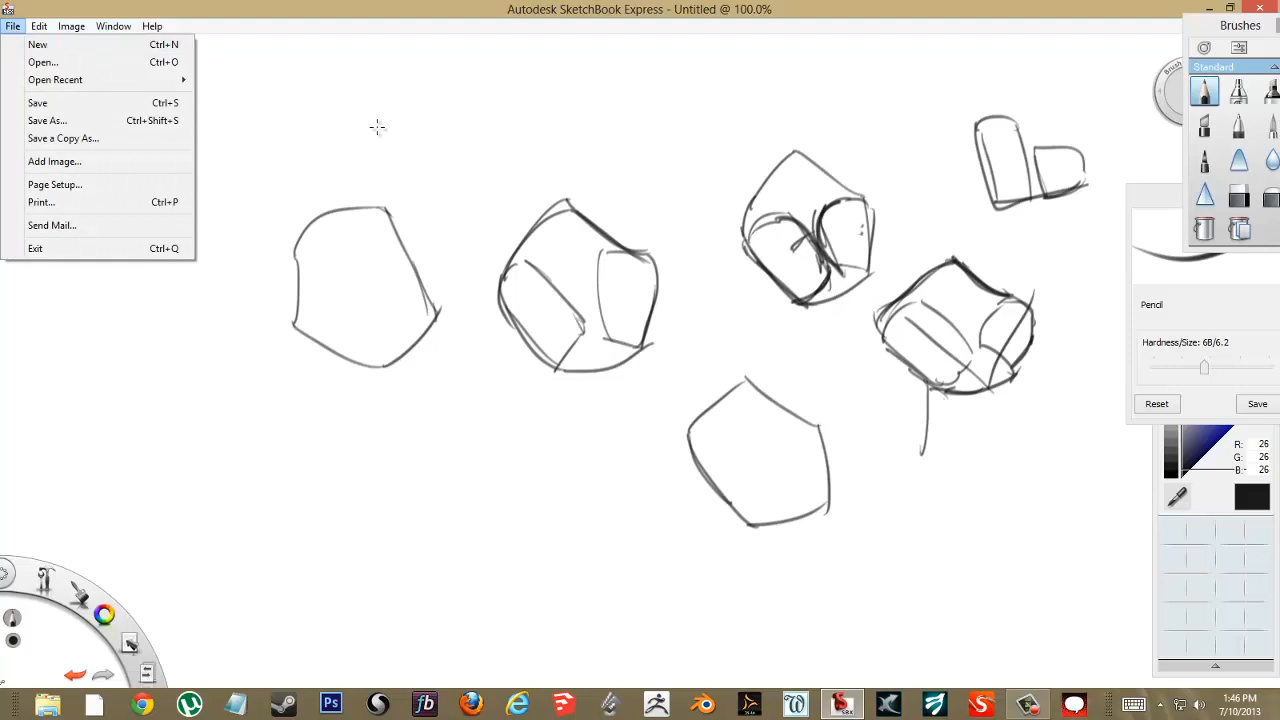 Autodesk SketchBook Express - Untitled @ 100.0%
File Edit Image Window Help
Brushes
New Ctrl+N
Open... Ctrl+O
Open Recent
Save Ctrl+S
Save As... Ctrl+Shift+S
Save a Copy As...
Add Image...
Page Setup...
Print... Ctrl+P
Send Mail...
Exit Ctrl+Q
Standard
Pencil
Hardness/Size: 6B/6.2
Reset Save
R: 26
G: 26
B: 26
Ps
fb
1:46 PM
7/10/2013